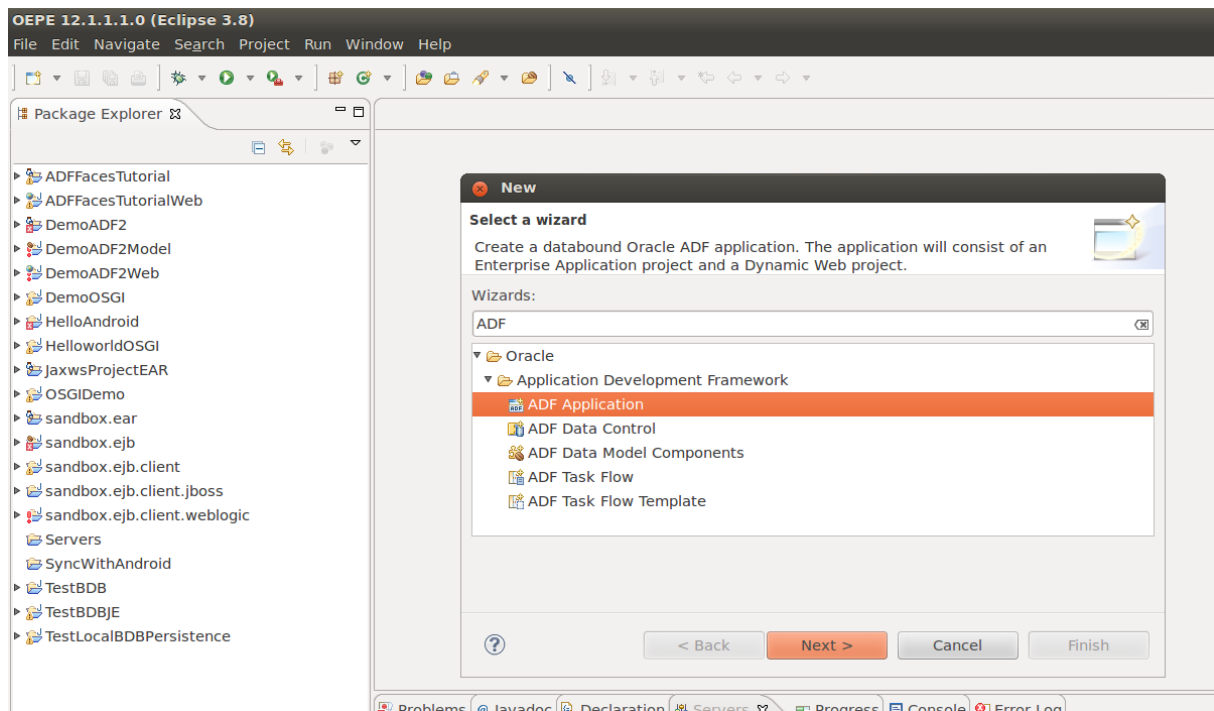 OEPE 12.1.1.1.0 (Eclipse 3.8)
File Edit Navigate Search Project Run Window Help
Package Explorer
ADFFacesTutorial
ADFFacesTutorialWeb
DemoADF2
DemoADF2Model
DemoADF2Web
DemoOSGI
HelloAndroid
HelloworldOSGI
JaxwsProjectEAR
OSGIDemo
sandbox.ear
sandbox.ejb
sandbox.ejb.client
sandbox.ejb.client.jboss
sandbox.ejb.client.weblogic
Servers
SyncWithAndroid
TestBDB
TestBDBJE
TestLocalBDBPersistence
New
Select a wizard
Create a databound Oracle ADF application. The application will consist of an
Enterprise Application project and a Dynamic Web project.
Wizards:
ADF
Oracle
Application Development Framework
ADF Application
ADF Data Control
ADF Data Model Components
ADF Task Flow
ADF Task Flow Template
< Back Next > Cancel Finish
Problems Javadoc Declaration Servers Progress Console Error Log